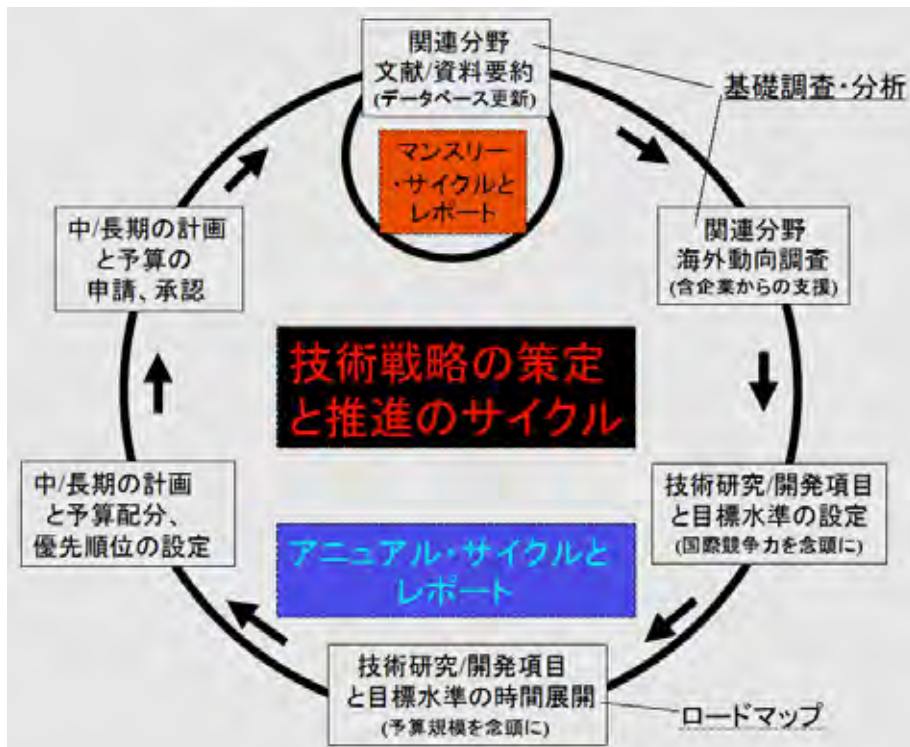 関連分野
文献/資料要約
(データベース更新)
基礎調査・分析
マンスリー
・サイクルと
レポート
関連分野
海外動向調査
(含企業からの支援)
中/長期の計画
と予算の
申請、承認
技術戦略の策定
と推進のサイクル
技術研究/開発項目
と目標水準の設定
(国際競争力を念頭に)
中/長期の計画
と予算配分、
優先順位の設定
アニュアル・サイクルと
レポート
技術研究/開発項目
と目標水準の時間展開
(予算規模を念頭に)
ロードマップ